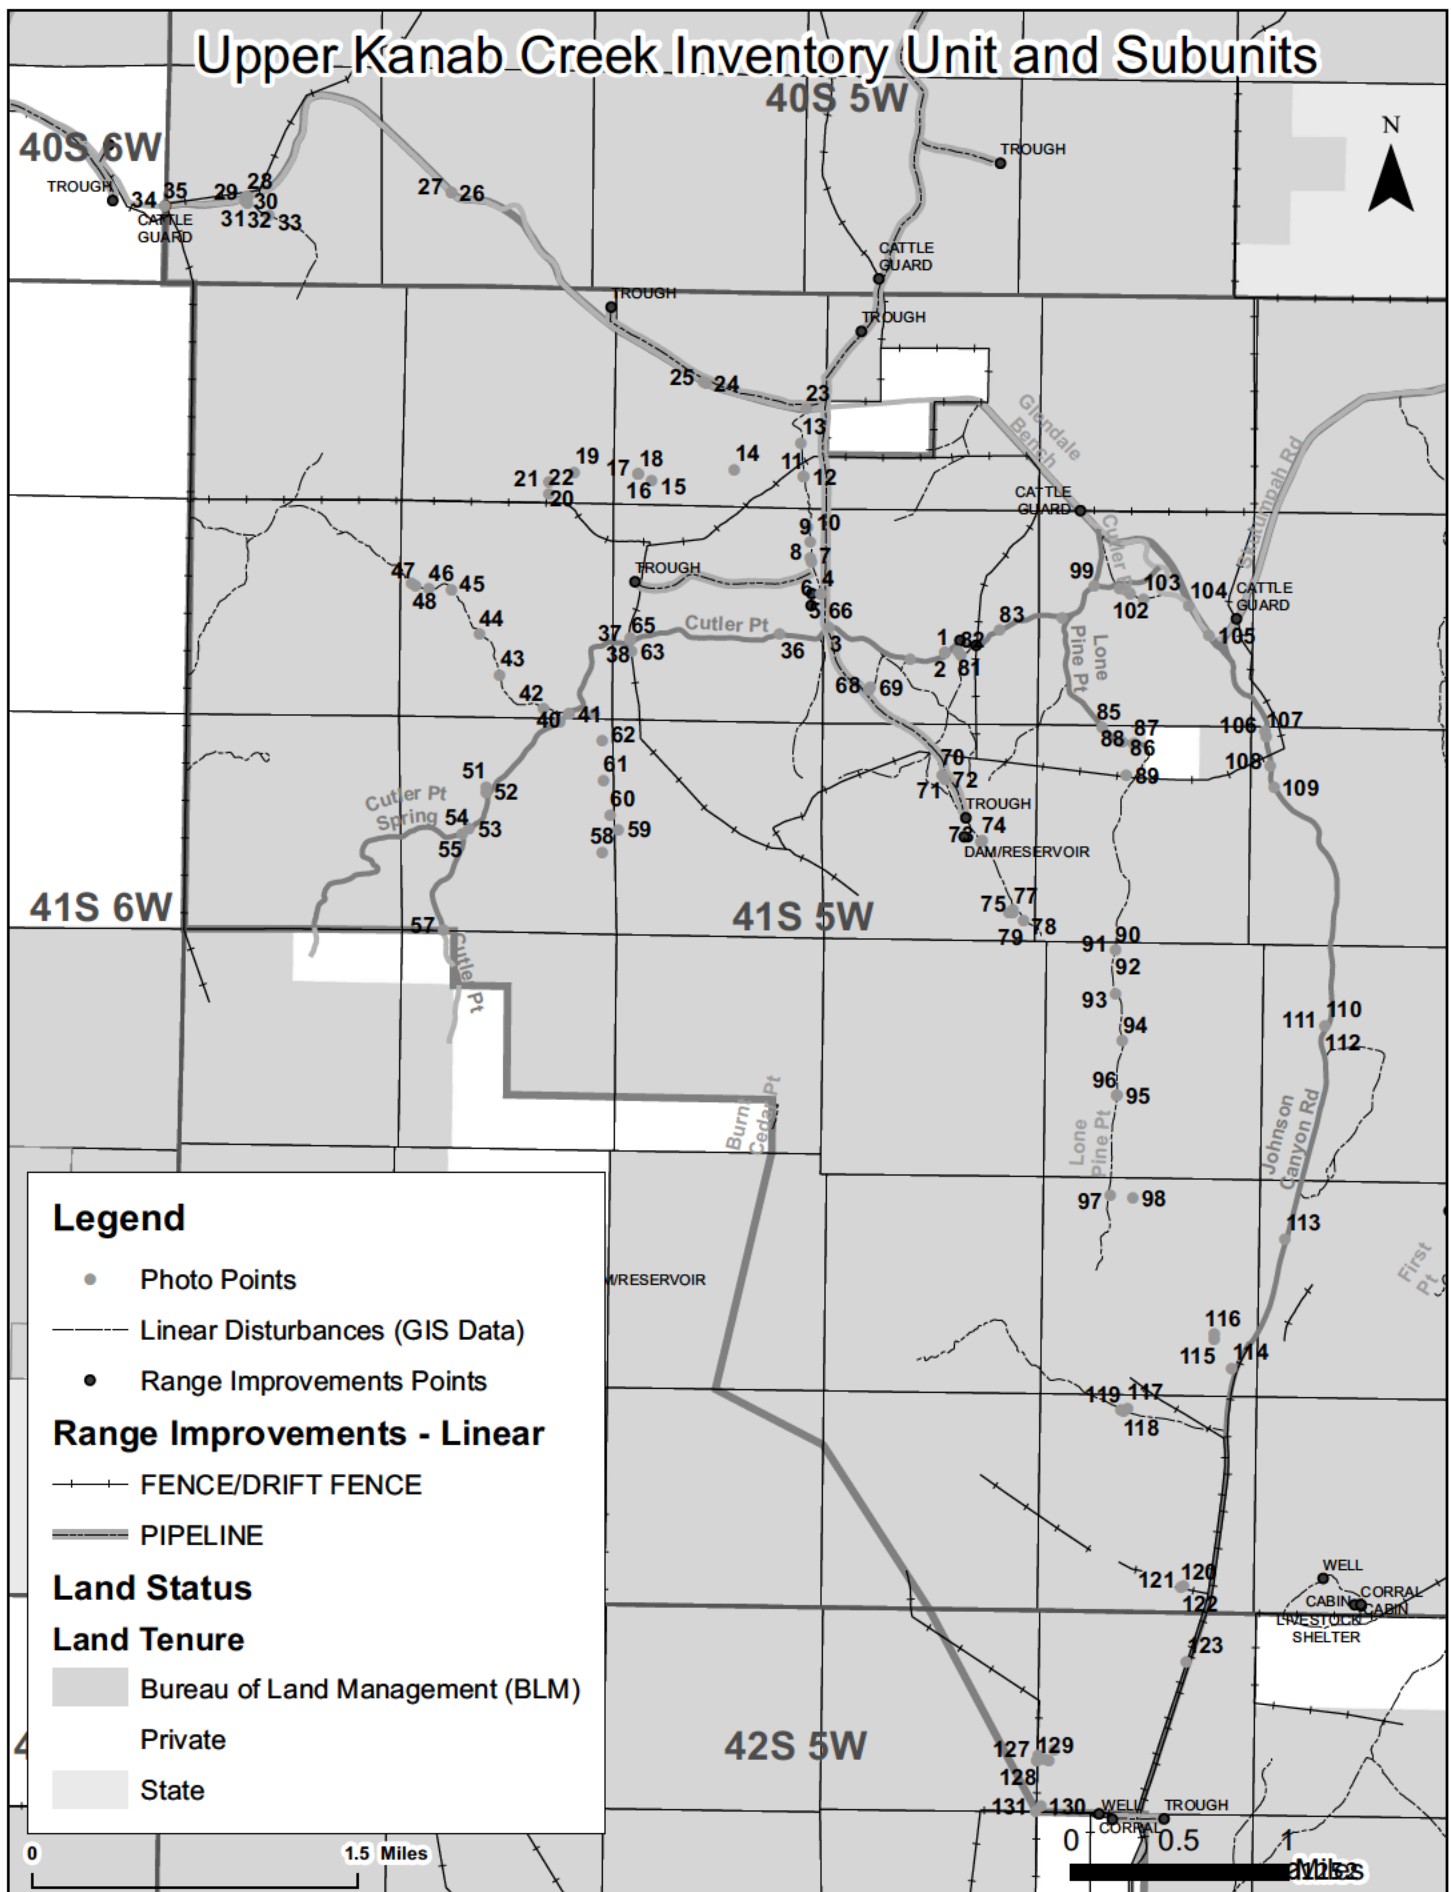 Upper Kanab Creek Inventory Unit and Subunits
40S 5W
N
40S 6W
TROUGH
TROUGH
34
35
29
28
30
27
26
CATTLE
GUARD
31
32
33
CATTLE
GUARD
TROUGH
TROUGH
25
24
23
13
Glendale
Bench
19
18
14
11
21
22
17
12
20
16
15
CATTLE
GUARD
Skutumpah Rd
9
10
8
7
TROUGH
4
6
5
66
47
46
45
48
99
103
104
CATTLE
GUARD
102
105
44
37
65
Cutler Pt
36
3
1
82
83
38
63
2
81
Lone
Pine Pt
43
68
69
42
40
41
85
87
106
107
62
88
86
108
51
61
70
89
109
52
71
72
60
Cutler Pt
Spring
54
53
TROUGH
58
59
73
74
55
DAM/RESERVOIR
41S 6W
41S 5W
75
77
57
78
79
Cutler Pt
91
90
92
93
94
111
110
112
96
95
Burnt
Cedar Pt
Lone
Pine Pt
Johnson
Canyon Rd
97
98
113
First
Pt
Legend
Photo Points
/RESERVOIR
Linear Disturbances (GIS Data)
116
115
114
Range Improvements Points
119
117
118
Range Improvements - Linear
FENCE/DRIFT FENCE
PIPELINE
Land Status
121
120
122
WELL
CABIN
CORRAL
CABIN
LIVESTOCK
SHELTER
Land Tenure
123
Bureau of Land Management (BLM)
Private
42S 5W
127
129
128
State
131
130
WELL
TROUGH
CORRAL
0
1.5 Miles
0
0.5
1
Miles